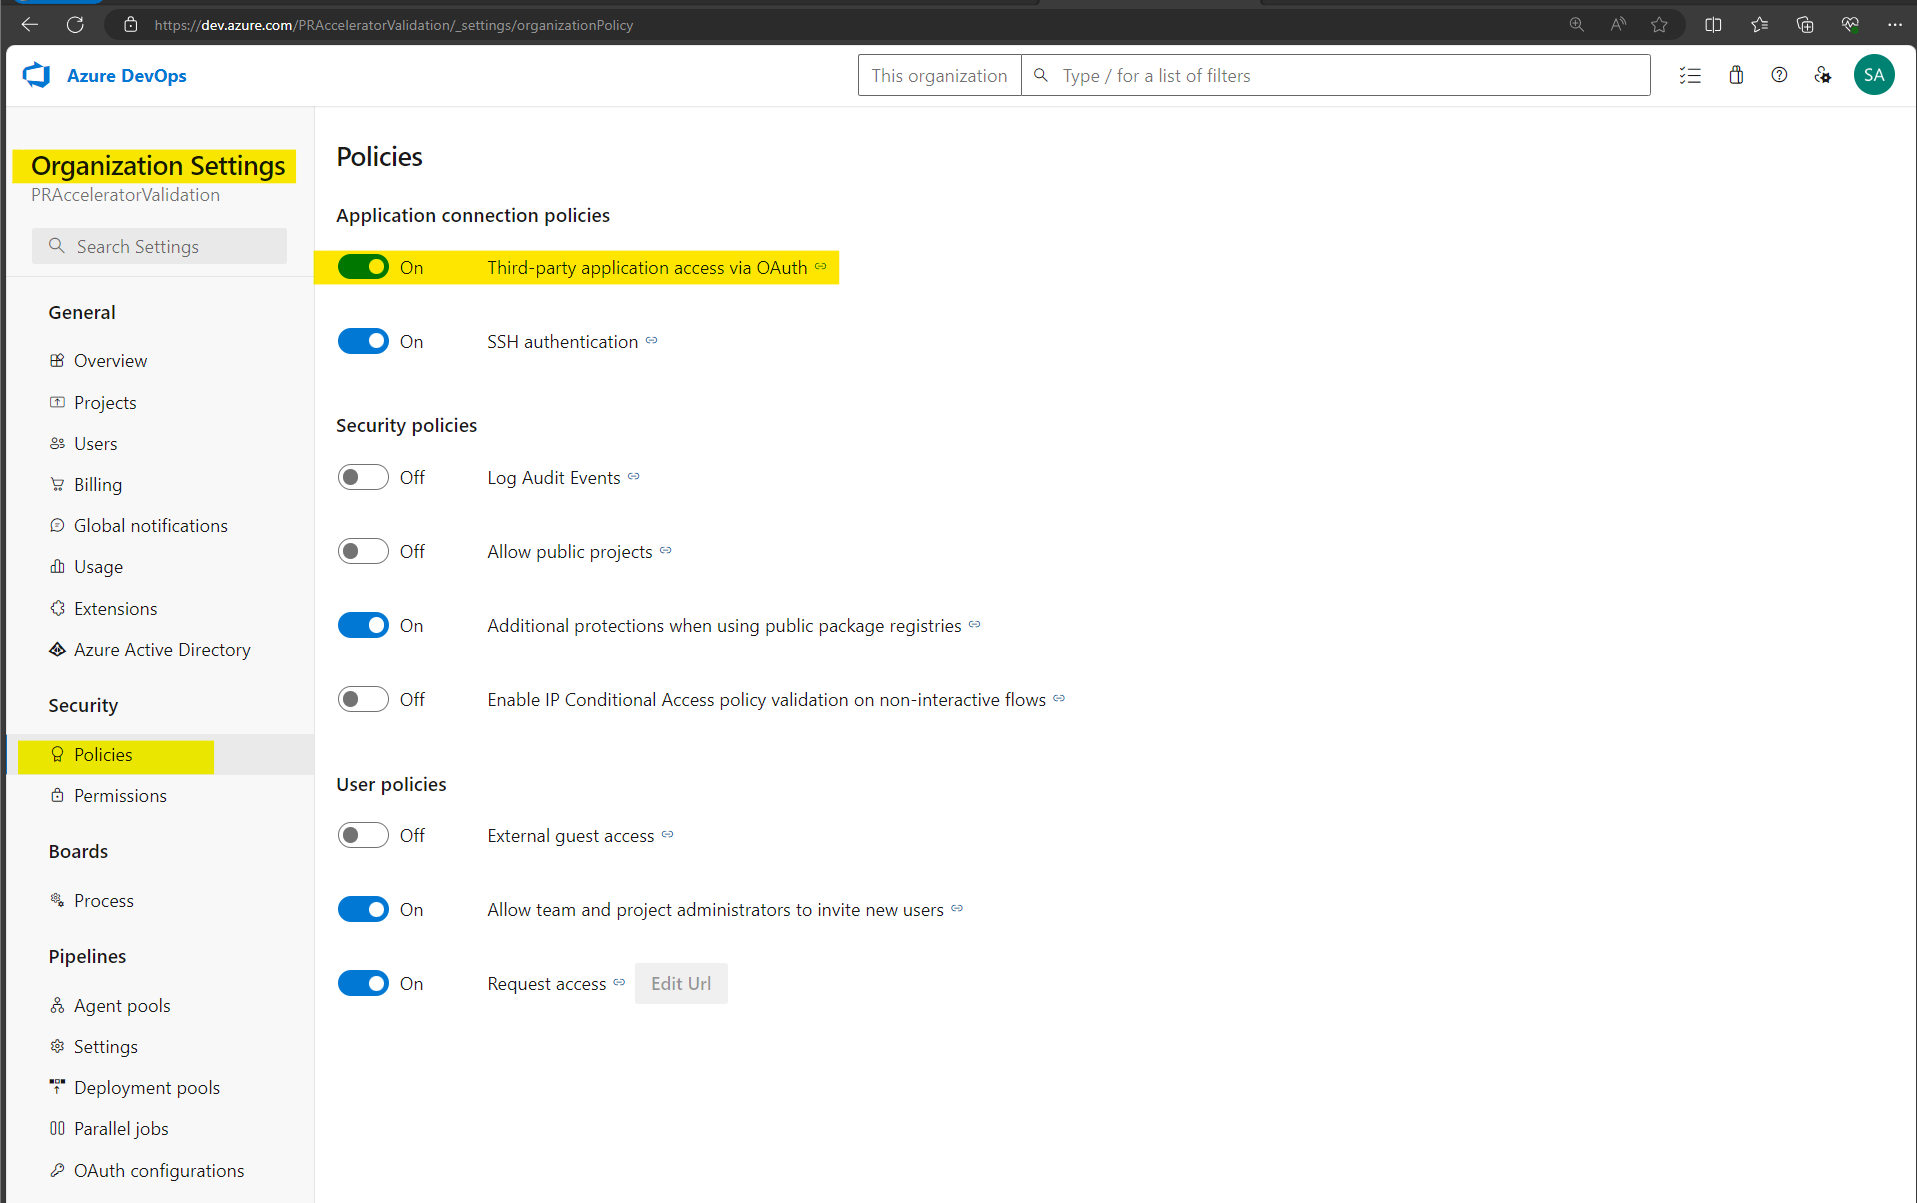 https://dev.azure.com/PRAcceleratorValidation/_settings/organizationPolicy
Azure DevOps
This organization
Type / for a list of filters
SA
Organization Settings
PRAcceleratorValidation
Search Settings
General
Overview
Projects
Users
Billing
Global notifications
Usage
Extensions
Azure Active Directory
Security
Policies
Permissions
Boards
Process
Pipelines
Agent pools
Settings
Deployment pools
Parallel jobs
OAuth configurations
Policies
Application connection policies
On Third-party application access via OAuth
On SSH authentication
Security policies
Off Log Audit Events
Off Allow public projects
On Additional protections when using public package registries
Off Enable IP Conditional Access policy validation on non-interactive flows
User policies
Off External guest access
On Allow team and project administrators to invite new users
On Request access Edit Url